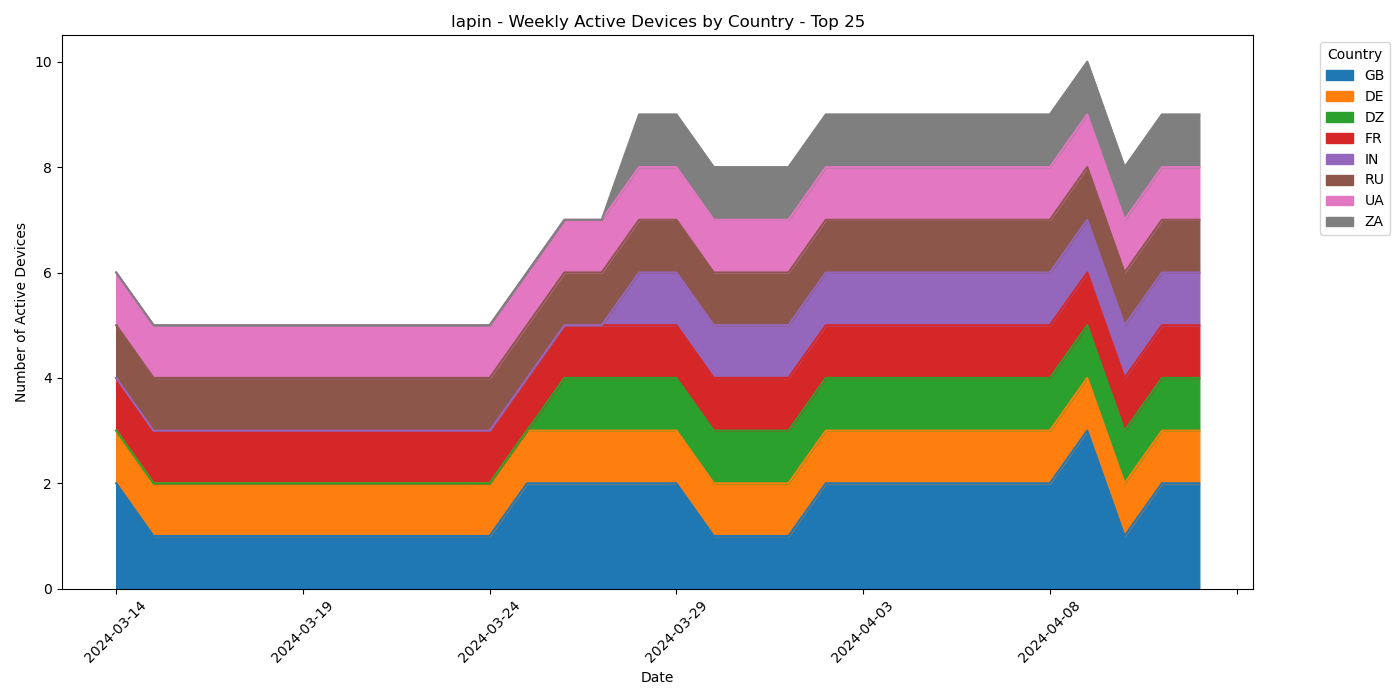 lapin - Weekly Active Devices by Country - Top 25
Number of Active Devices
10
8
6
4
2
0
2024-03-14
2024-03-19
2024-03-24
2024-03-29
2024-04-03
2024-04-08
Date
Country
GB
DE
DZ
FR
IN
RU
UA
ZA